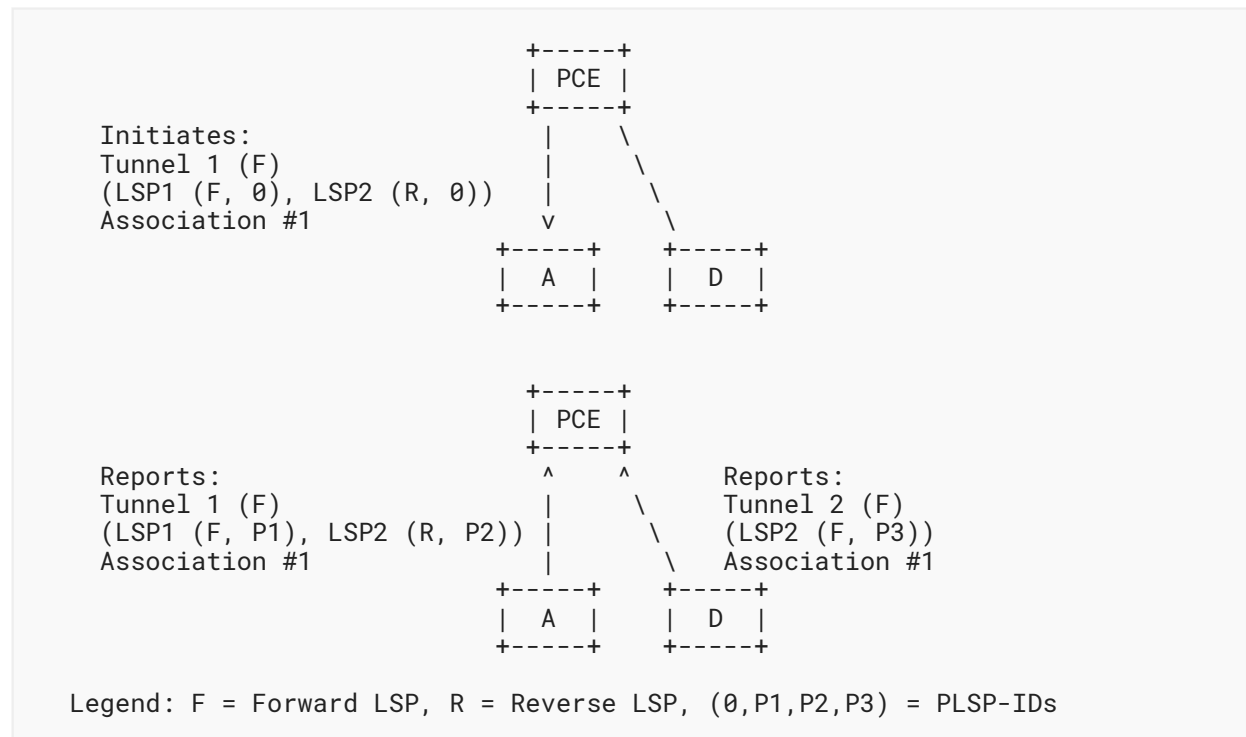 +-----+
                              | PCE |
                              +-----+
  Initiates:                   |    \
  Tunnel 1 (F)                 |     \
  (LSP1 (F, 0), LSP2 (R, 0))   |      \
  Association #1               v       \
                            +-----+    +-----+
                            |  A  |    |  D  |
                            +-----+    +-----+


                              +-----+
                              | PCE |
                              +-----+
  Reports:                     ^    ^      Reports:
  Tunnel 1 (F)                 |     \     Tunnel 2 (F)
  (LSP1 (F, P1), LSP2 (R, P2)) |      \    (LSP2 (F, P3))
  Association #1               |       \   Association #1
                            +-----+    +-----+
                            |  A  |    |  D  |
                            +-----+    +-----+

Legend: F = Forward LSP, R = Reverse LSP, (0,P1,P2,P3) = PLSP-IDs